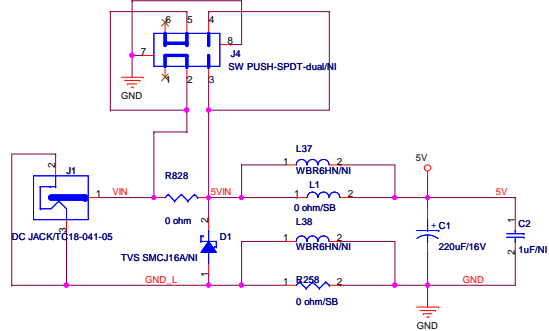 6 5 4
7 8
J4
SW PUSH-SPDT-dual/NI
1 2 3
GND
2
J1
1
VIN
3
DC JACK/TC18-041-05
R828
0 ohm
5VIN
L37
1 2
WBR6HN/NI
L1
1 2
0 ohm/SB
L38
1 2
WBR6HN/NI
2
D1
TVS SMCJ16A/NI
1
GND_L
R258
1 2
0 ohm/SB
5V
5V
+ C1
220uF/16V
1
C2
1uF/NI
2
GND
GND